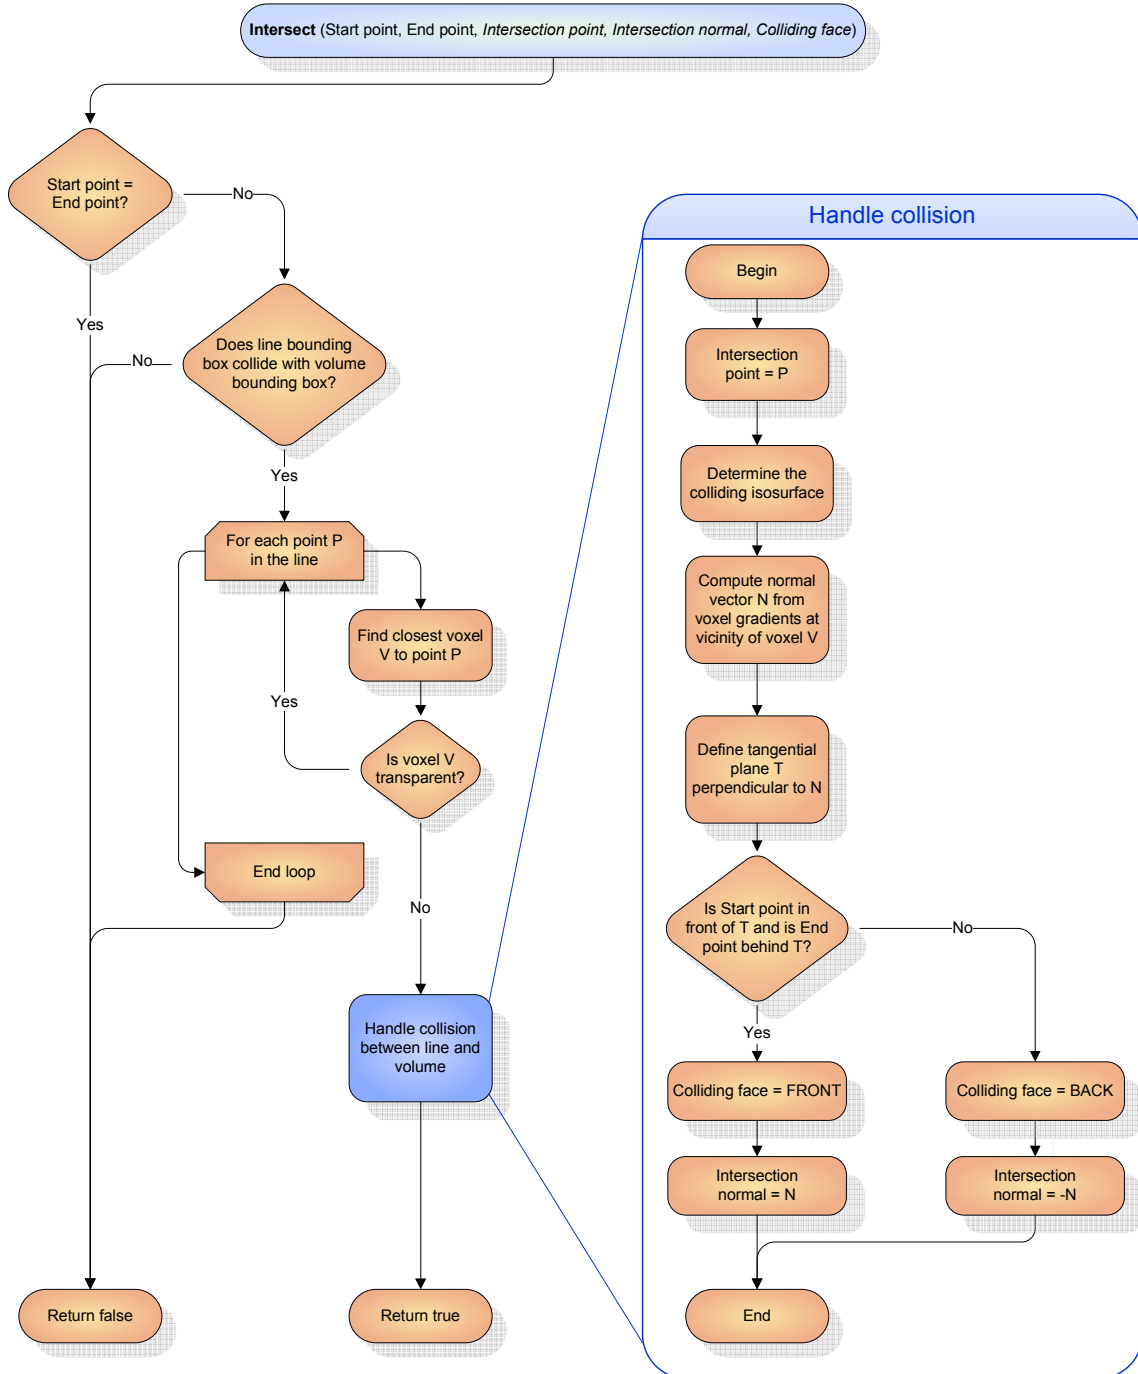 Intersect (Start point, End point, Intersection point, Intersection normal, Colliding face)
Start point =
End point?
No
Yes
Does line bounding
box collide with volume
bounding box?
No
Yes
For each point P
in the line
Find closest voxel
V to point P
Yes
Is voxel V
transparent?
End loop
No
Handle collision
between line and
volume
Return false
Return true
Handle collision
Begin
Intersection
point = P
Determine the
colliding isosurface
Compute normal
vector N from
voxel gradients at
vicinity of voxel V
Define tangential
plane T
perpendicular to N
Is Start point in
front of T and is End
point behind T?
No
Yes
Colliding face = FRONT
Colliding face = BACK
Intersection
normal = N
Intersection
normal = -N
End